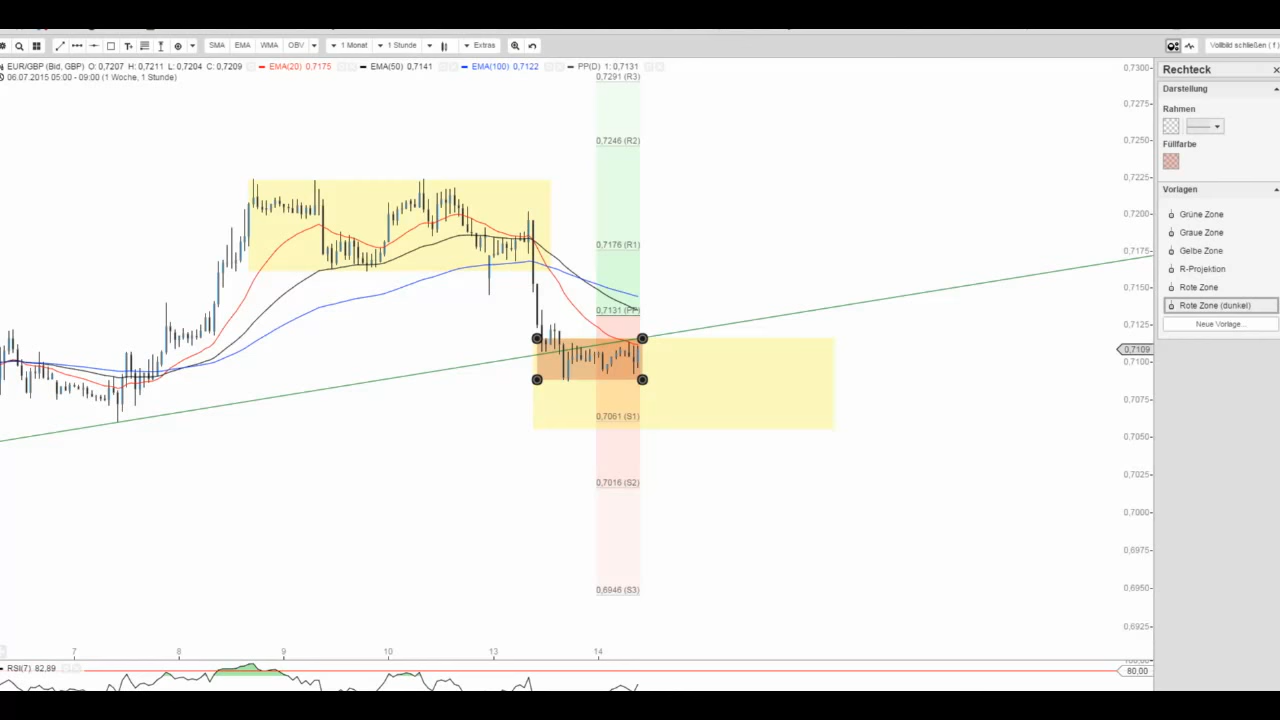 SMA EMA WMA OBV 1 Monat 1 Stunde Extras Vollbild schließen ( f )
EUR/GBP (Bid, GBP) O: 0,7207 H: 0,7211 L: 0,7204 C: 0,7209 EMA(20) 0,7175 EMA(50) 0,7141 EMA(100) 0,7122 PP(D) 1: 0,7131
06.07.2015 05:00 - 09:00 (1 Woche, 1 Stunde)
0,7291 (R3)
0,7246 (R2)
0,7176 (R1)
0,7131 (PP)
0,7061 (S1)
0,7016 (S2)
0,6946 (S3)
0,7300
0,7275
0,7250
0,7225
0,7200
0,7175
0,7150
0,7125
0,7109
0,7100
0,7075
0,7050
0,7025
0,7000
0,6975
0,6950
0,6925
7 8 9 10 13 14
RSI(7) 82,89
80,00
Rechteck
Darstellung
Rahmen
Füllfarbe
Vorlagen
Grüne Zone
Graue Zone
Gelbe Zone
R-Projektion
Rote Zone
Rote Zone (dunkel)
Neue Vorlage...